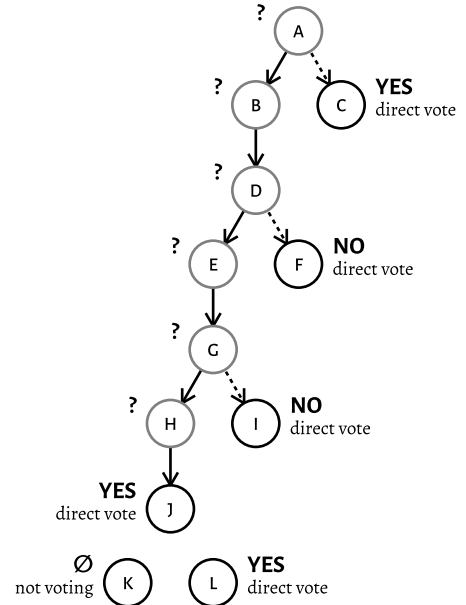 ?
A
?
B
C
YES
direct vote
?
D
?
E
F
NO
direct vote
?
G
?
H
I
NO
direct vote
YES
direct vote
J
∅
not voting
K
L
YES
direct vote